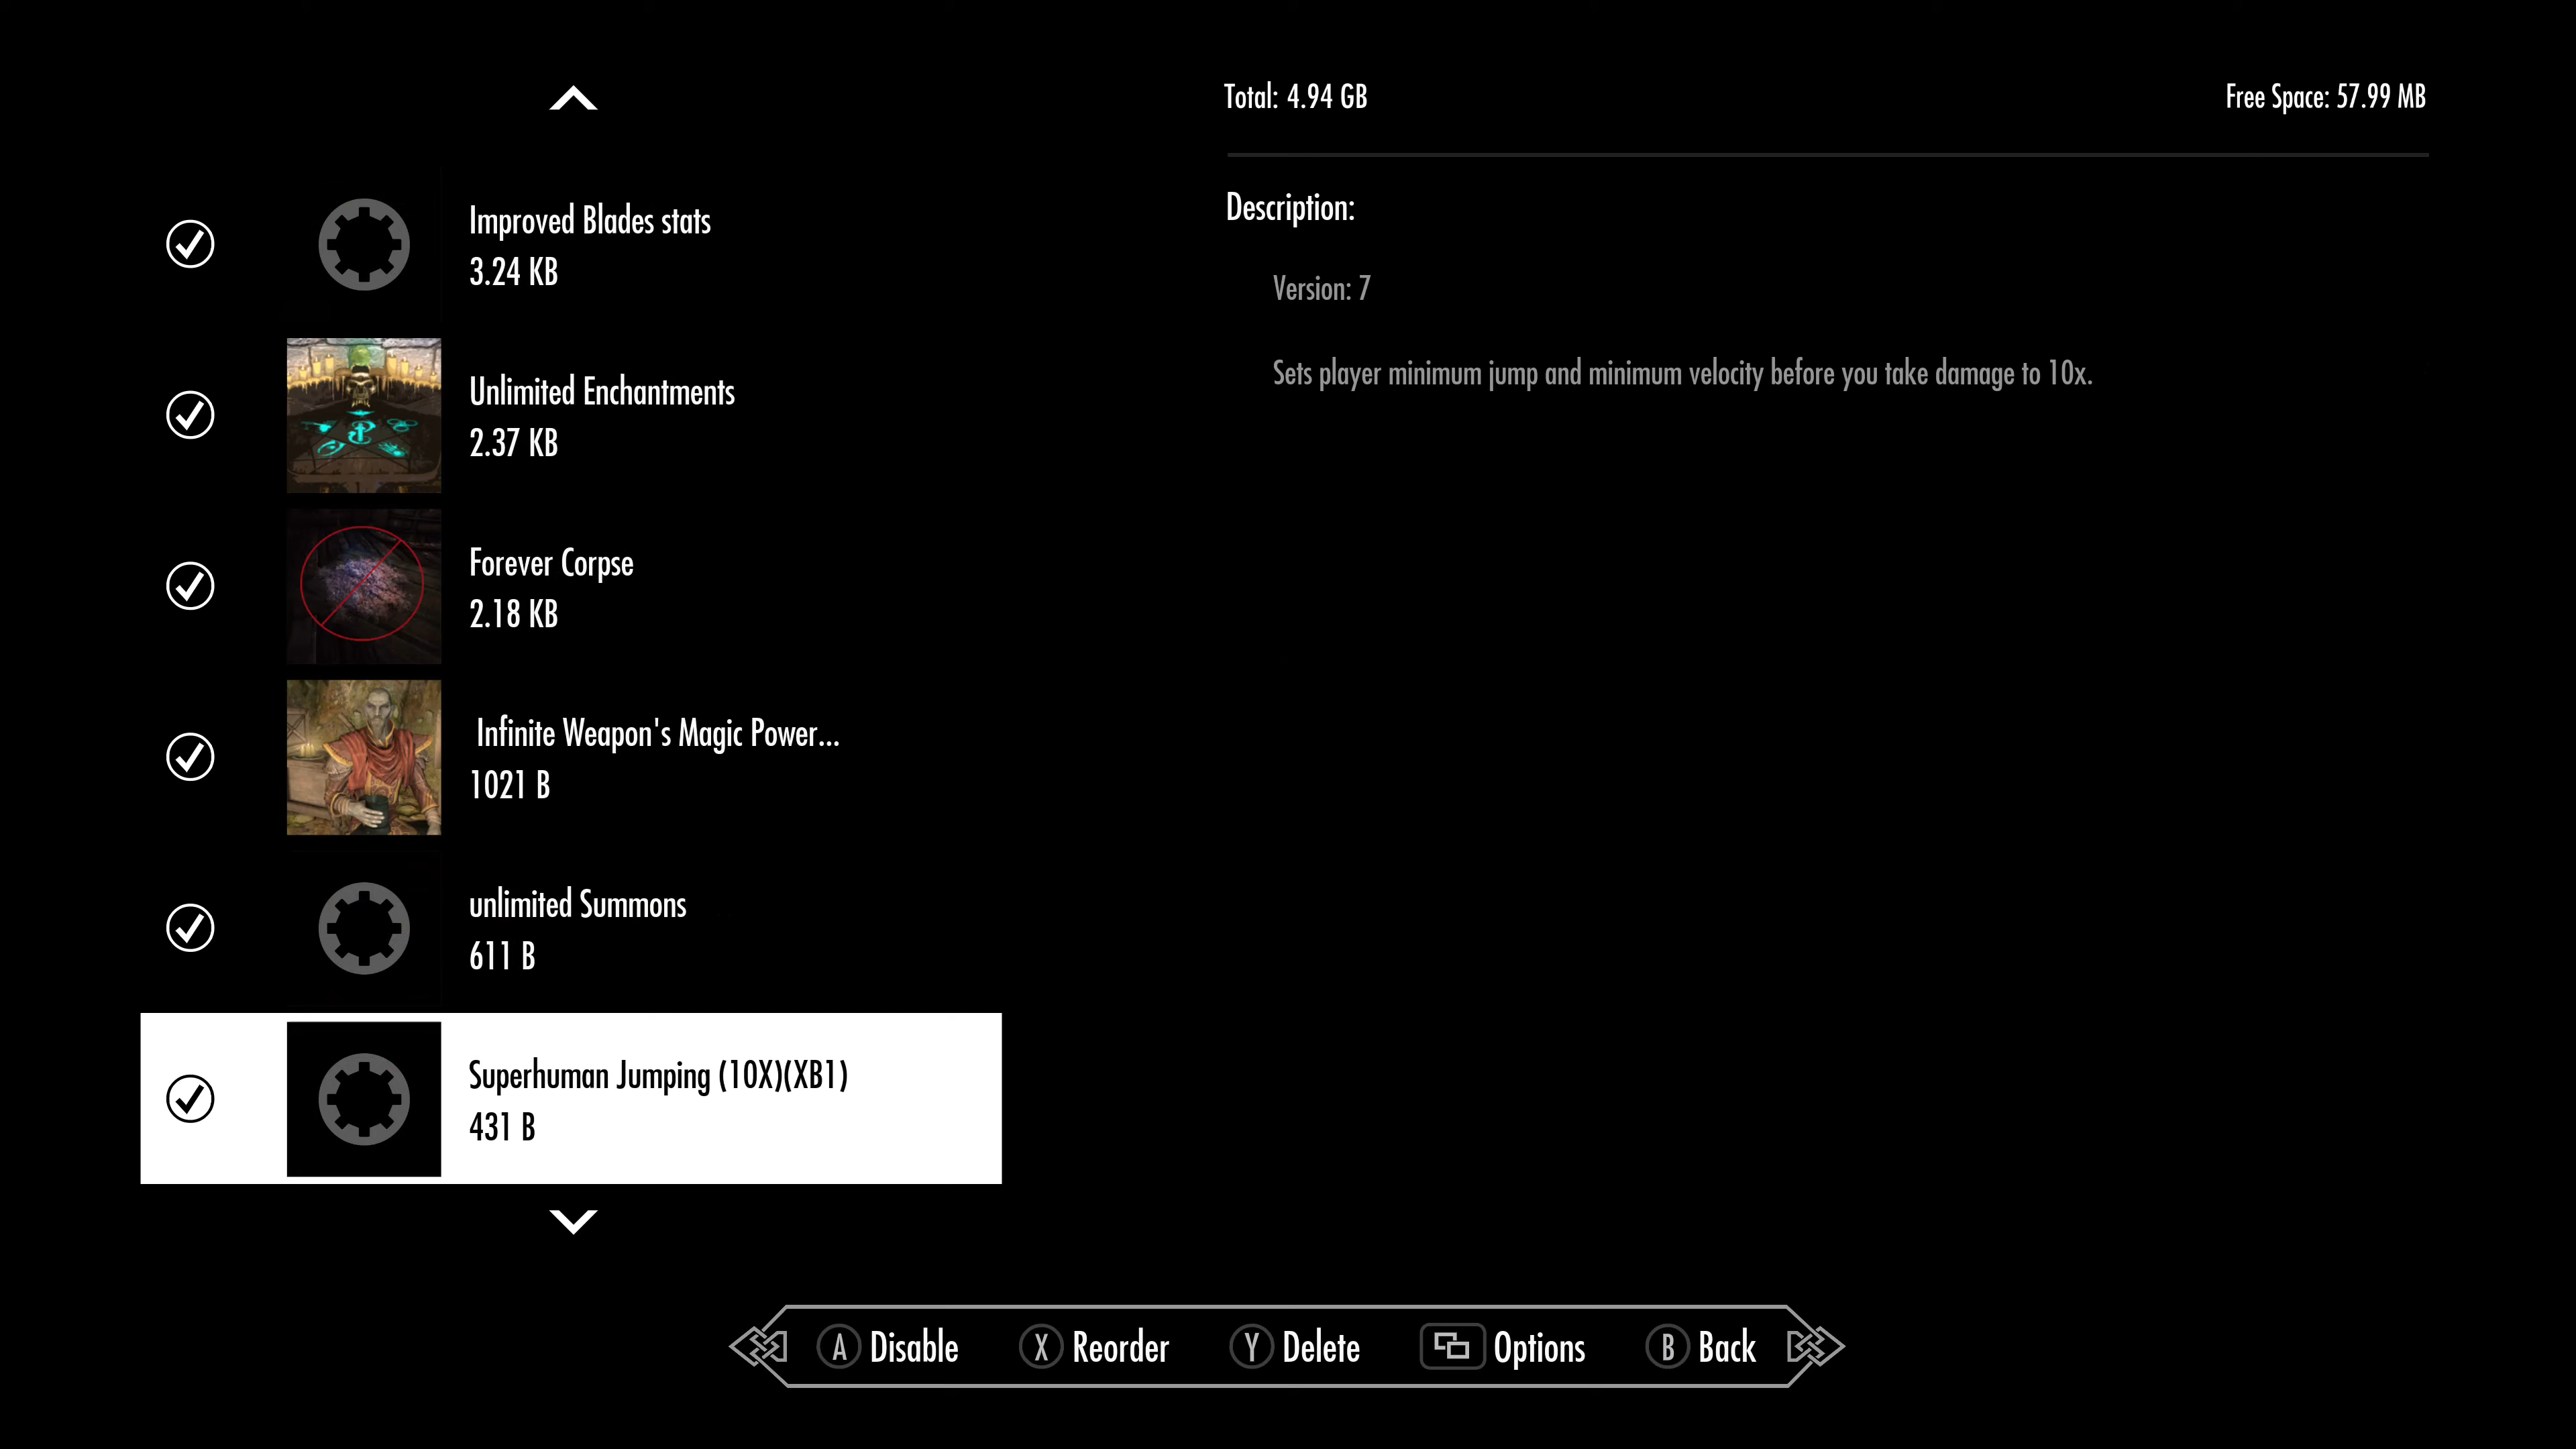 Total: 4.94 GB
Free Space: 57.99 MB
Improved Blades stats
3.24 KB
Unlimited Enchantments
2.37 KB
Forever Corpse
2.18 KB
Infinite Weapon's Magic Power...
1021 B
unlimited Summons
611 B
Superhuman Jumping (10X)(XB1)
431 B
Description:
Version: 7
Sets player minimum jump and minimum velocity before you take damage to 10x.
A Disable X Reorder Y Delete Options B Back